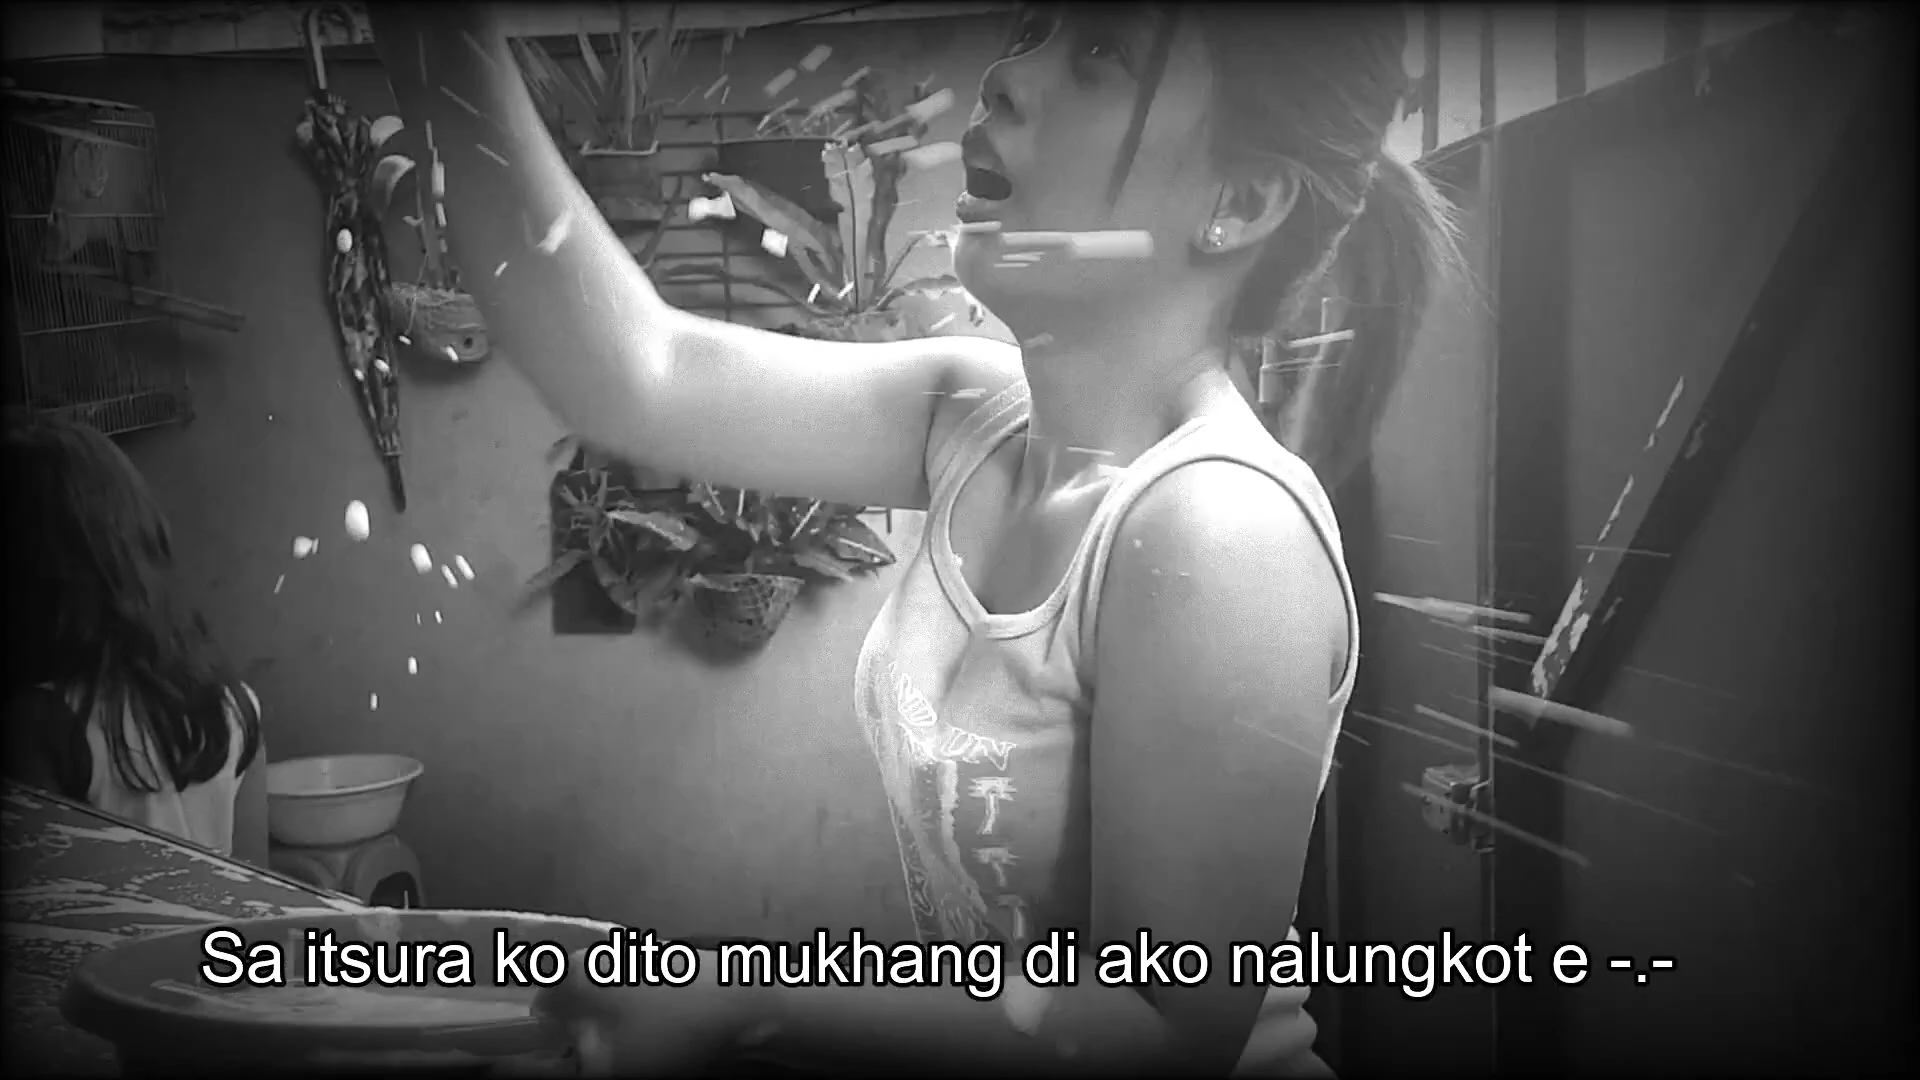 Sa itsura ko dito mukhang di ako nalungkot e -.-